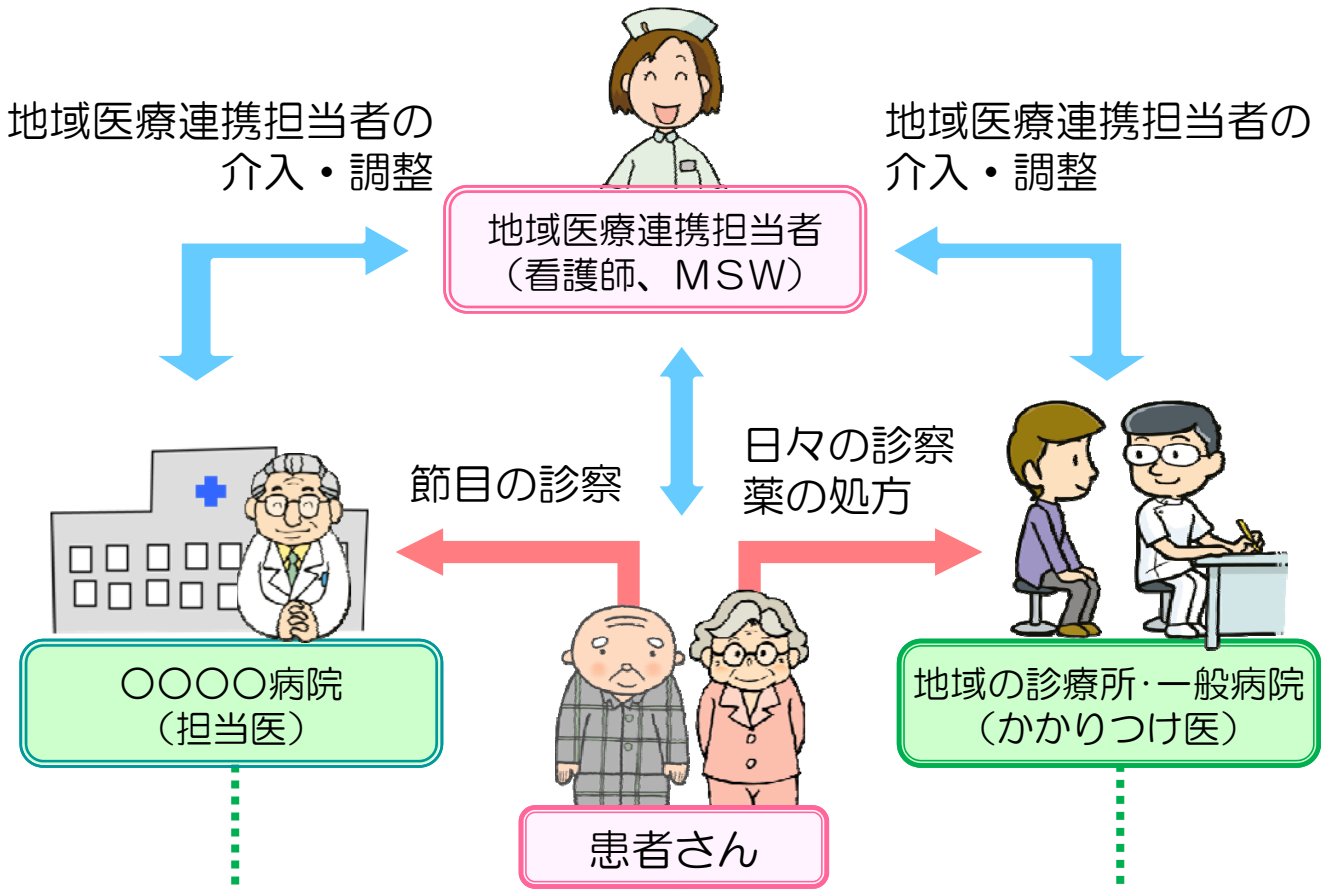 地域医療連携担当者の
介入・調整
地域医療連携担当者の
介入・調整
地域医療連携担当者
（看護師、ＭＳＷ）
節目の診察
日々の診察
薬の処方
〇〇〇〇病院
（担当医）
地域の診療所･一般病院
（かかりつけ医）
患者さん